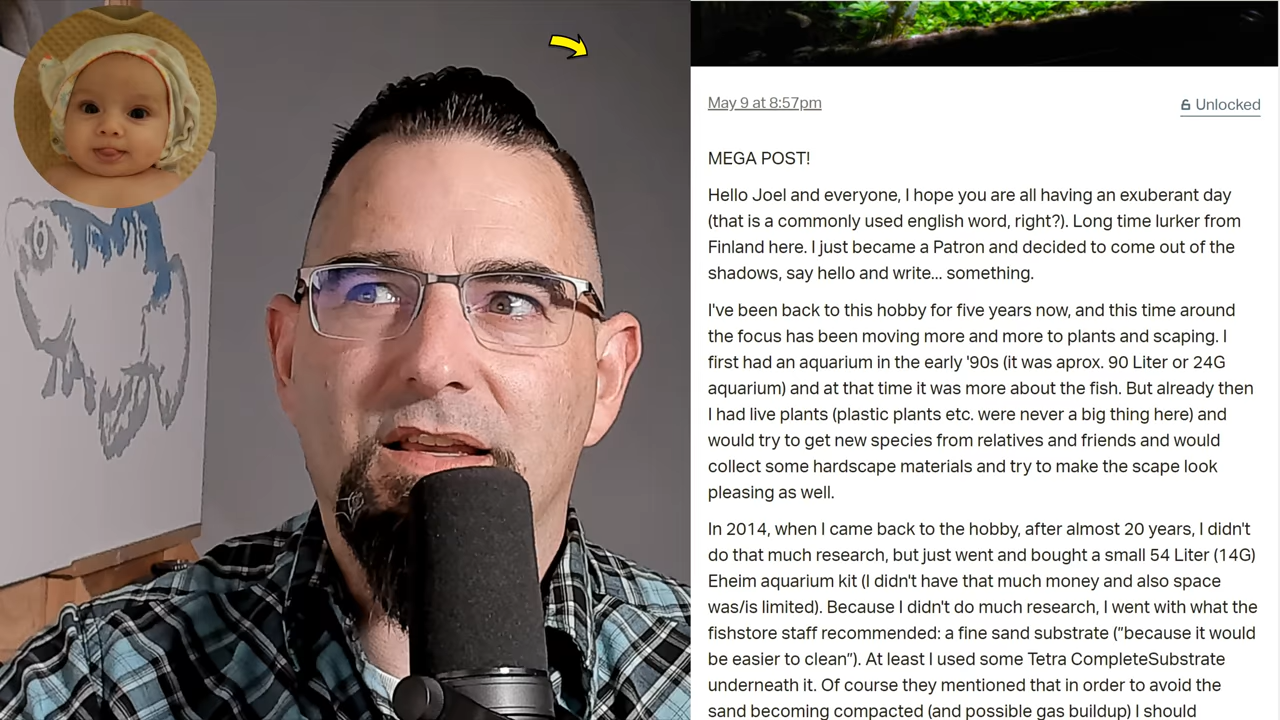 May 9 at 8:57pm
Unlocked
MEGA POST!
Hello Joel and everyone, I hope you are all having an exuberant day
(that is a commonly used english word, right?). Long time lurker from
Finland here. I just became a Patron and decided to come out of the
shadows, say hello and write... something.
I've been back to this hobby for five years now, and this time around
the focus has been moving more and more to plants and scaping. I
first had an aquarium in the early '90s (it was aprox. 90 Liter or 24G
aquarium) and at that time it was more about the fish. But already then
I had live plants (plastic plants etc. were never a big thing here) and
would try to get new species from relatives and friends and would
collect some hardscape materials and try to make the scape look
pleasing as well.
In 2014, when I came back to the hobby, after almost 20 years, I didn't
do that much research, but just went and bought a small 54 Liter (14G)
Eheim aquarium kit (I didn't have that much money and also space
was/is limited). Because I didn't do much research, I went with what the
fishstore staff recommended: a fine sand substrate ("because it would
be easier to clean"). At least I used some Tetra CompleteSubstrate
underneath it. Of course they mentioned that in order to avoid the
sand becoming compacted (and possible gas buildup) I should